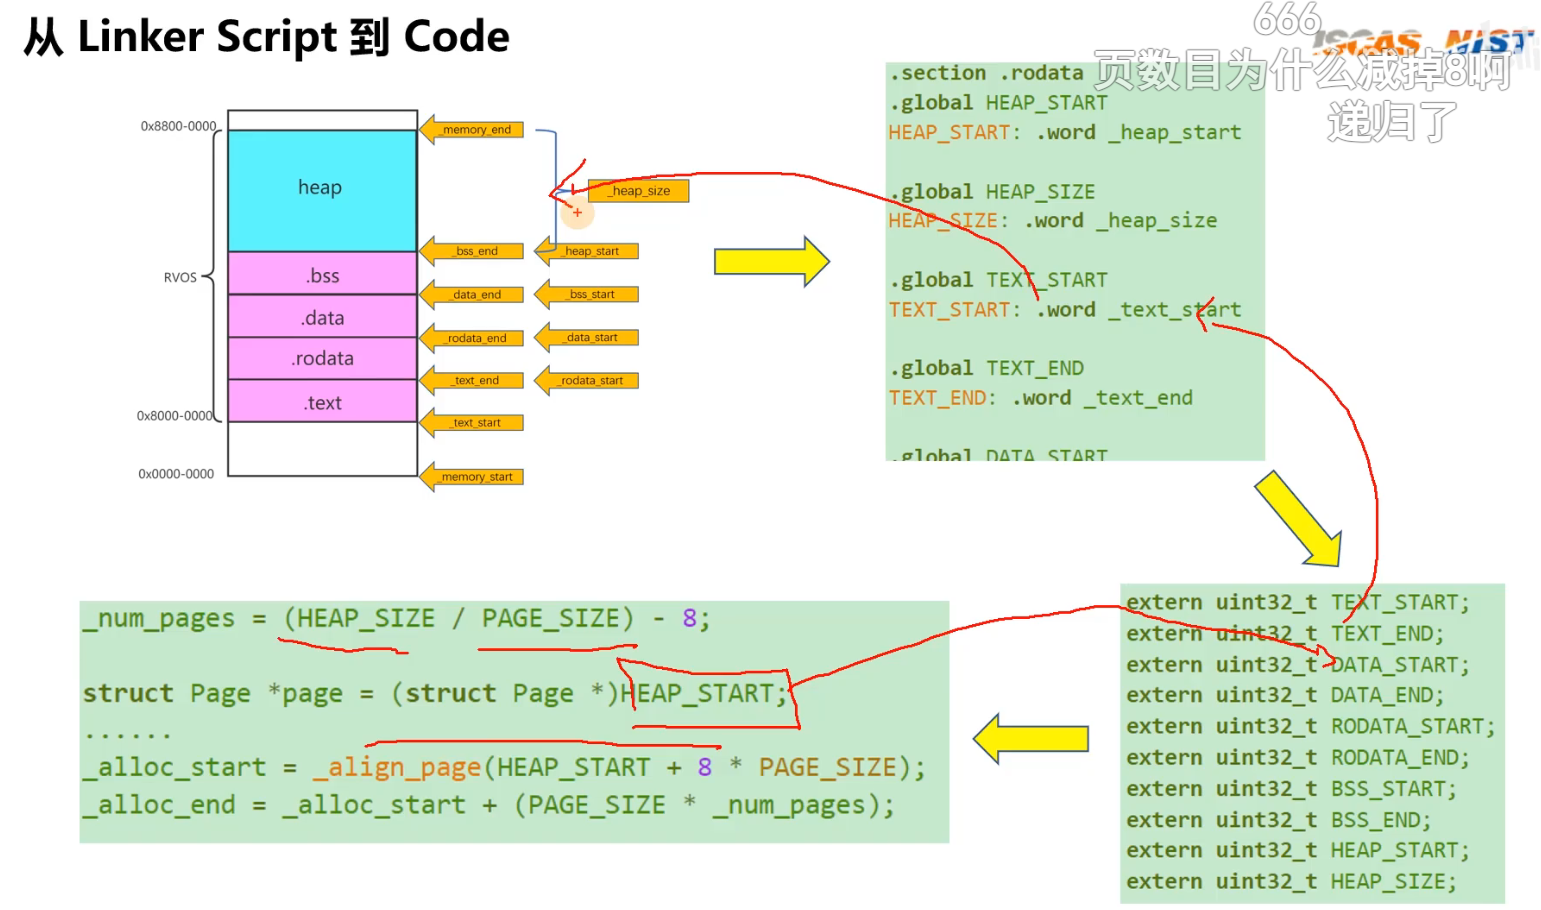 从 Linker Script 到 Code
666
ISCAS NIST
页数目为什么减掉8啊
递归了
0x8800-0000
heap
.bss
.data
.rodata
.text
RVOS
0x8000-0000
0x0000-0000
_memory_end
_heap_size
_bss_end
_heap_start
_data_end
_bss_start
_rodata_end
_data_start
_text_end
_rodata_start
_text_start
_memory_start
.section .rodata
.global HEAP_START
HEAP_START: .word _heap_start
.global HEAP_SIZE
HEAP_SIZE: .word _heap_size
.global TEXT_START
TEXT_START: .word _text_start
.global TEXT_END
TEXT_END: .word _text_end
.global DATA_START
extern uint32_t TEXT_START;
extern uint32_t TEXT_END;
extern uint32_t DATA_START;
extern uint32_t DATA_END;
extern uint32_t RODATA_START;
extern uint32_t RODATA_END;
extern uint32_t BSS_START;
extern uint32_t BSS_END;
extern uint32_t HEAP_START;
extern uint32_t HEAP_SIZE;
_num_pages = (HEAP_SIZE / PAGE_SIZE) - 8;
struct Page *page = (struct Page *)HEAP_START;
......
_alloc_start = _align_page(HEAP_START + 8 * PAGE_SIZE);
_alloc_end = _alloc_start + (PAGE_SIZE * _num_pages);